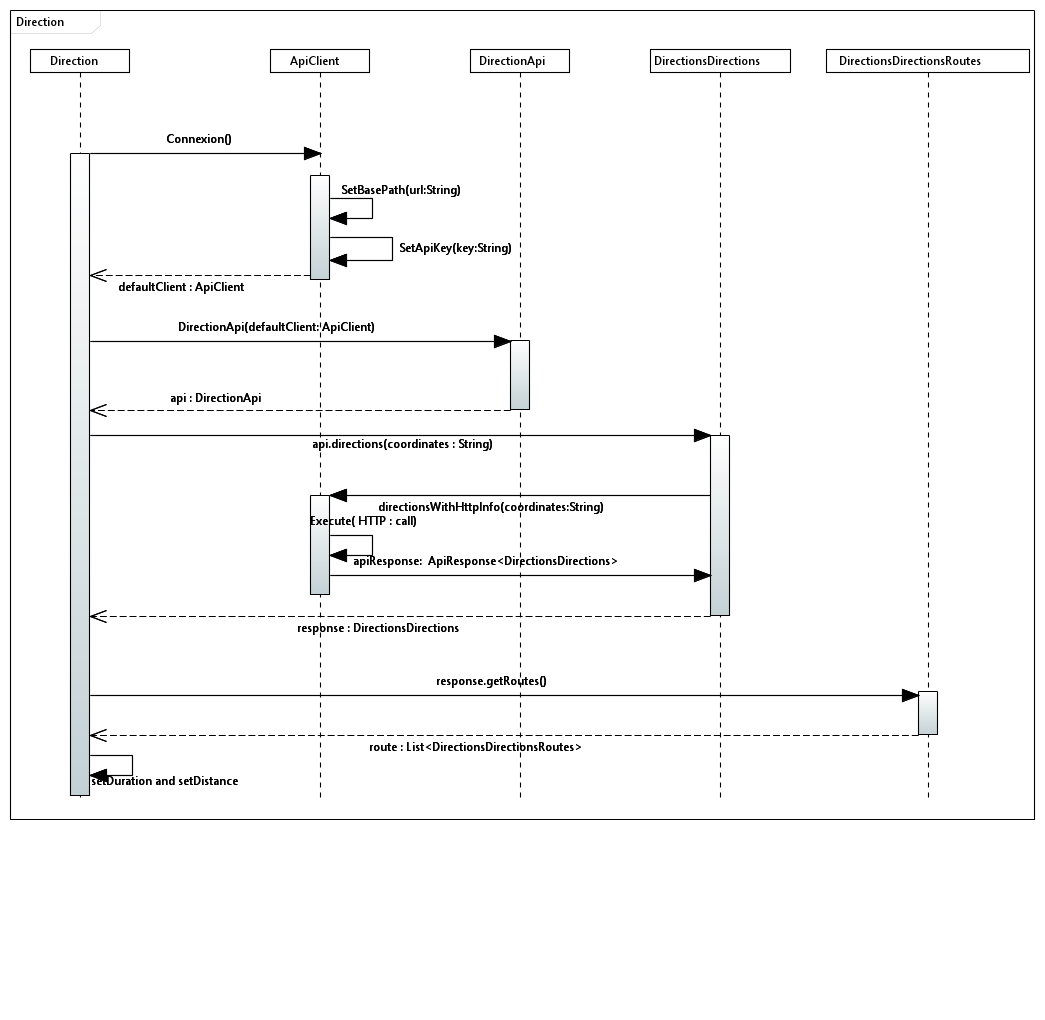 Direction
Direction
ApiClient
DirectionApi
DirectionsDirections
DirectionsDirectionsRoutes
Connexion()
SetBasePath(url:String)
SetApiKey(key:String)
defaultClient : ApiClient
DirectionApi(defaultClient: ApiClient)
api : DirectionApi
api.directions(coordinates : String)
directionsWithHttpInfo(coordinates:String)
Execute( HTTP : call)
apiResponse:  ApiResponse<DirectionsDirections>
response : DirectionsDirections
response.getRoutes()
route : List<DirectionsDirectionsRoutes>
setDuration and setDistance